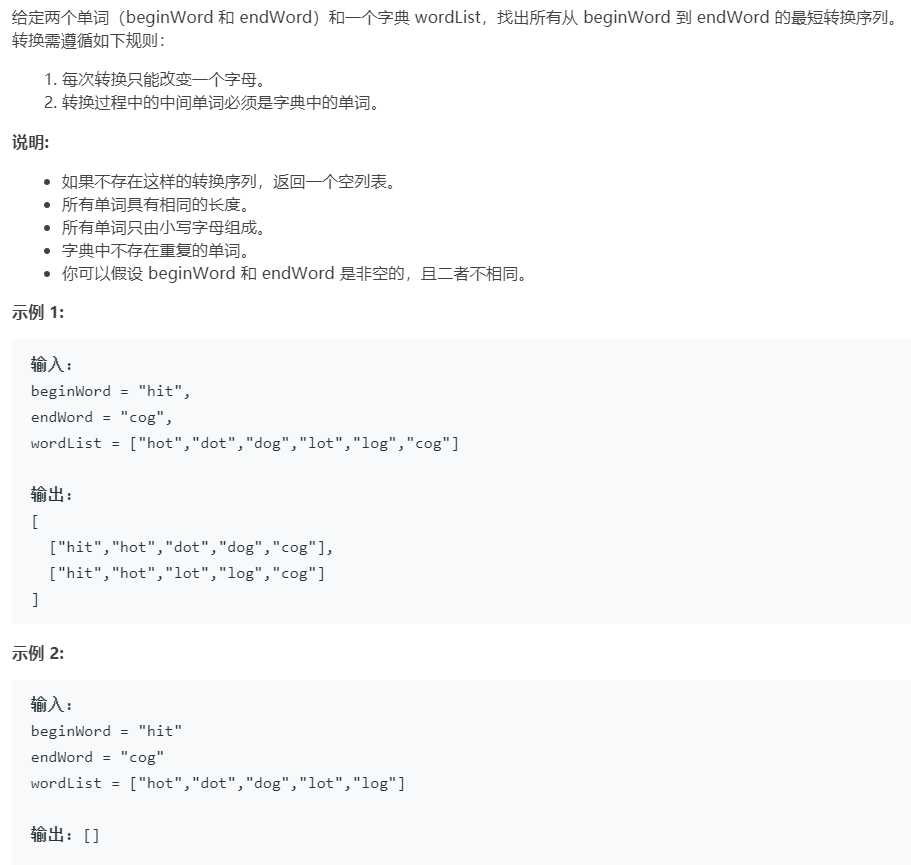 给定两个单词（beginWord 和 endWord）和一个字典 wordList，找出所有从 beginWord 到 endWord 的最短转换序列。
转换需遵循如下规则：
1. 每次转换只能改变一个字母。
2. 转换过程中的中间单词必须是字典中的单词。
说明:
• 如果不存在这样的转换序列，返回一个空列表。
• 所有单词具有相同的长度。
• 所有单词只由小写字母组成。
• 字典中不存在重复的单词。
• 你可以假设 beginWord 和 endWord 是非空的，且二者不相同。
示例 1:
输入:
beginWord = "hit",
endWord = "cog",
wordList = ["hot","dot","dog","lot","log","cog"]
输出:
[
["hit","hot","dot","dog","cog"],
["hit","hot","lot","log","cog"]
]
示例 2:
输入:
beginWord = "hit"
endWord = "cog"
wordList = ["hot","dot","dog","lot","log"]
输出: []